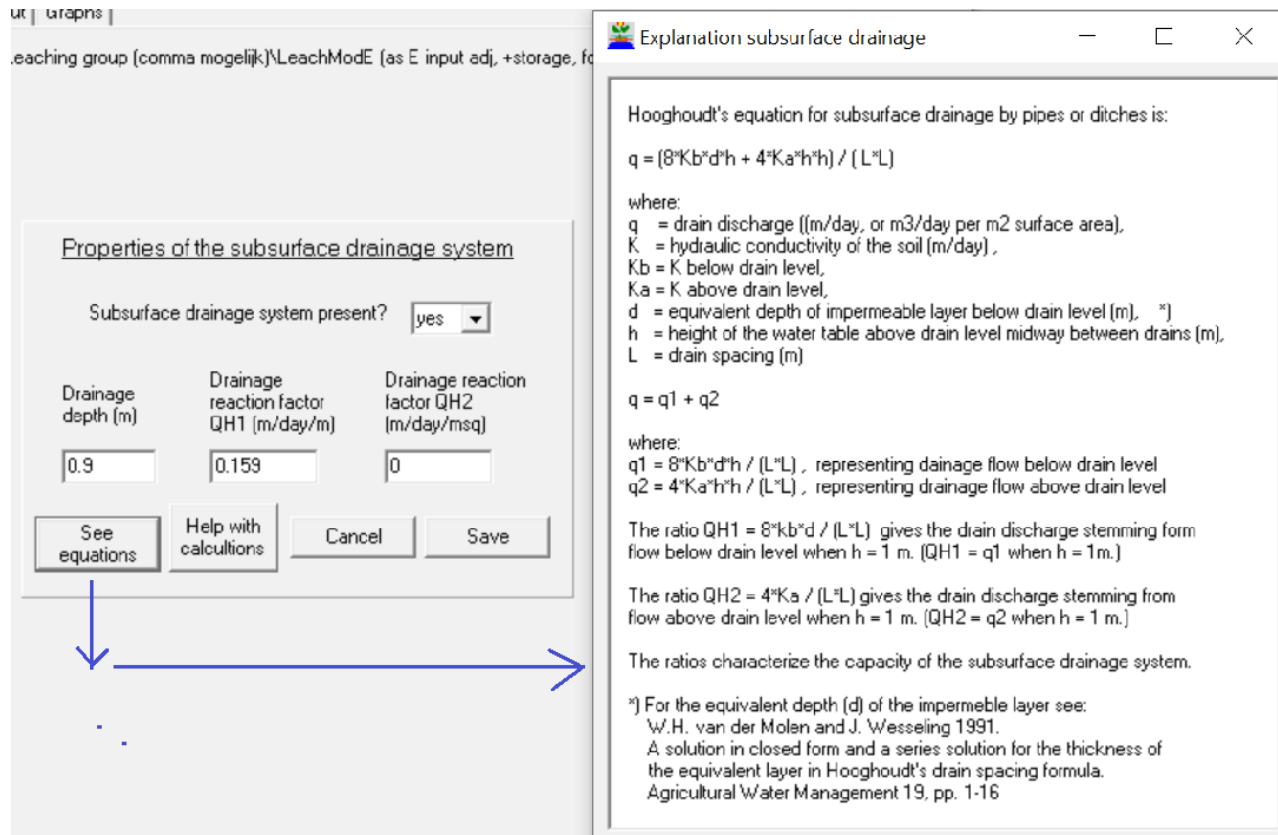 Graphs
Leaching group (comma mogelijk)\LeachModE (as E input adj, +storage,
Properties of the subsurface drainage system
Subsurface drainage system present? yes
Drainage depth (m)
Drainage reaction factor QH1 (m/day/m)
Drainage reaction factor QH2 (m/day/msq)
0.9
0.159
0
See equations
Help with calcultions
Cancel
Save
Explanation subsurface drainage
Hooghoudt's equation for subsurface drainage by pipes or ditches is:
q = (8*Kb*d*h + 4*Ka*h*h) / ( L*L)
where:
q = drain discharge ((m/day, or m3/day per m2 surface area),
K = hydraulic conductivity of the soil (m/day) ,
Kb = K below drain level,
Ka = K above drain level,
d = equivalent depth of impermeable layer below drain level (m), *)
h = height of the water table above drain level midway between drains (m),
L = drain spacing (m)
q = q1 + q2
where:
q1 = 8*Kb*d*h / (L*L) , representing dainage flow below drain level
q2 = 4*Ka*h*h / (L*L) , representing drainage flow above drain level
The ratio QH1 = 8*kb*d / (L*L) gives the drain discharge stemming form
flow below drain level when h = 1 m. (QH1 = q1 when h = 1m.)
The ratio QH2 = 4*Ka / (L*L) gives the drain discharge stemming from
flow above drain level when h = 1 m. (QH2 = q2 when h = 1 m.)
The ratios characterize the capacity of the subsurface drainage system.
*) For the equivalent depth (d) of the impermeble layer see:
W.H. van der Molen and J. Wesseling 1991.
A solution in closed form and a series solution for the thickness of
the equivalent layer in Hooghoudt's drain spacing formula.
Agricultural Water Management 19, pp. 1-16